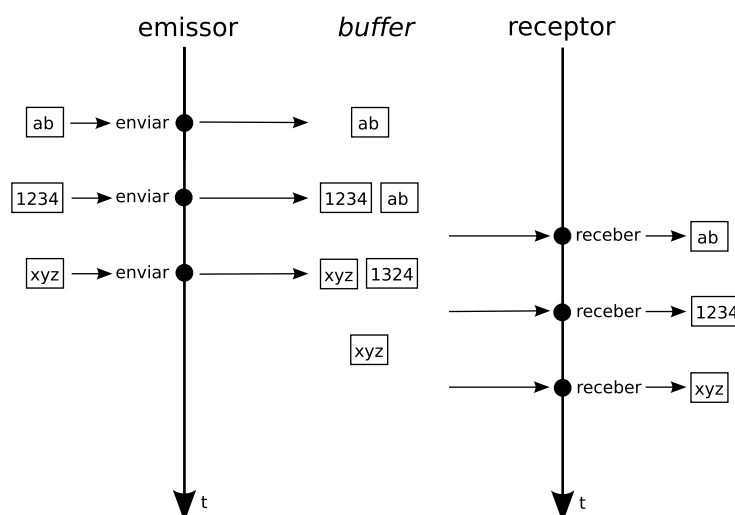 emissor buffer receptor
ab enviar ab
1234 enviar 1234 ab
receber ab
xyz enviar xyz 1324
receber 1234
xyz
receber xyz
t t